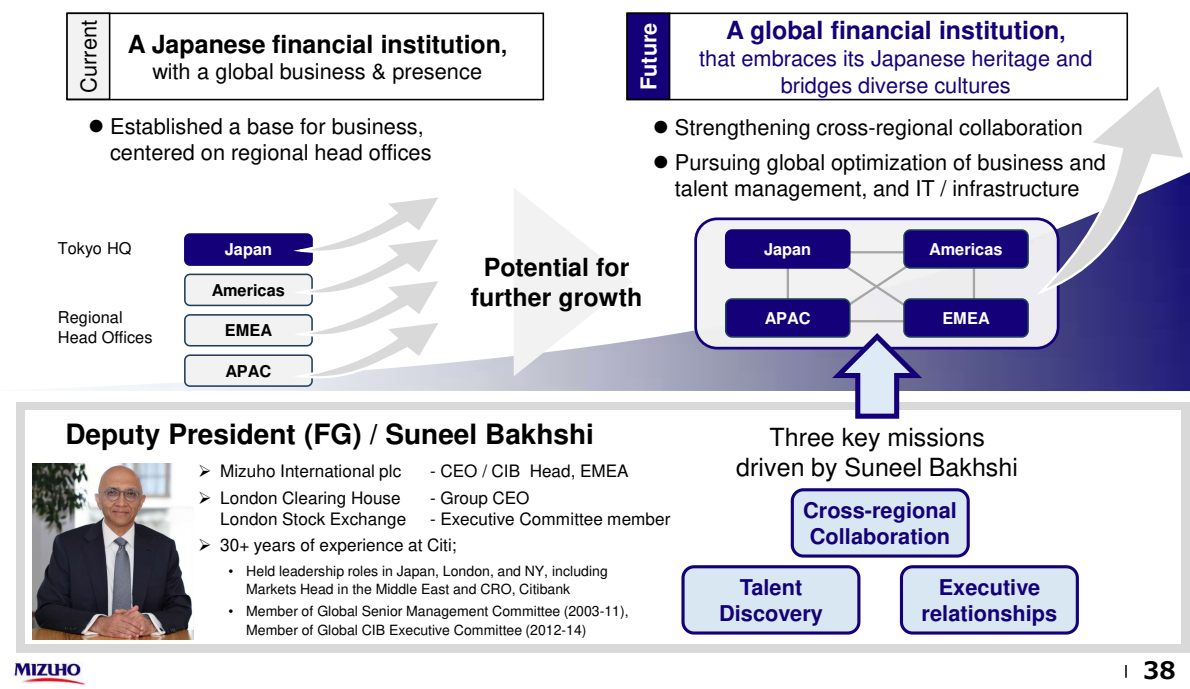 Current
A Japanese financial institution,
with a global business & presence
● Established a base for business,
centered on regional head offices
Tokyo HQ
Japan
Americas
Regional
Head Offices
EMEA
APAC
Potential for
further growth
Future
A global financial institution,
that embraces its Japanese heritage and
bridges diverse cultures
● Strengthening cross-regional collaboration
● Pursuing global optimization of business and
talent management, and IT / infrastructure
Japan
Americas
APAC
EMEA
Deputy President (FG) / Suneel Bakhshi
➢ Mizuho International plc - CEO / CIB Head, EMEA
➢ London Clearing House - Group CEO
London Stock Exchange - Executive Committee member
➢ 30+ years of experience at Citi;
• Held leadership roles in Japan, London, and NY, including
Markets Head in the Middle East and CRO, Citibank
• Member of Global Senior Management Committee (2003-11),
Member of Global CIB Executive Committee (2012-14)
Three key missions
driven by Suneel Bakhshi
Cross-regional
Collaboration
Talent
Discovery
Executive
relationships
MIZUHO
38